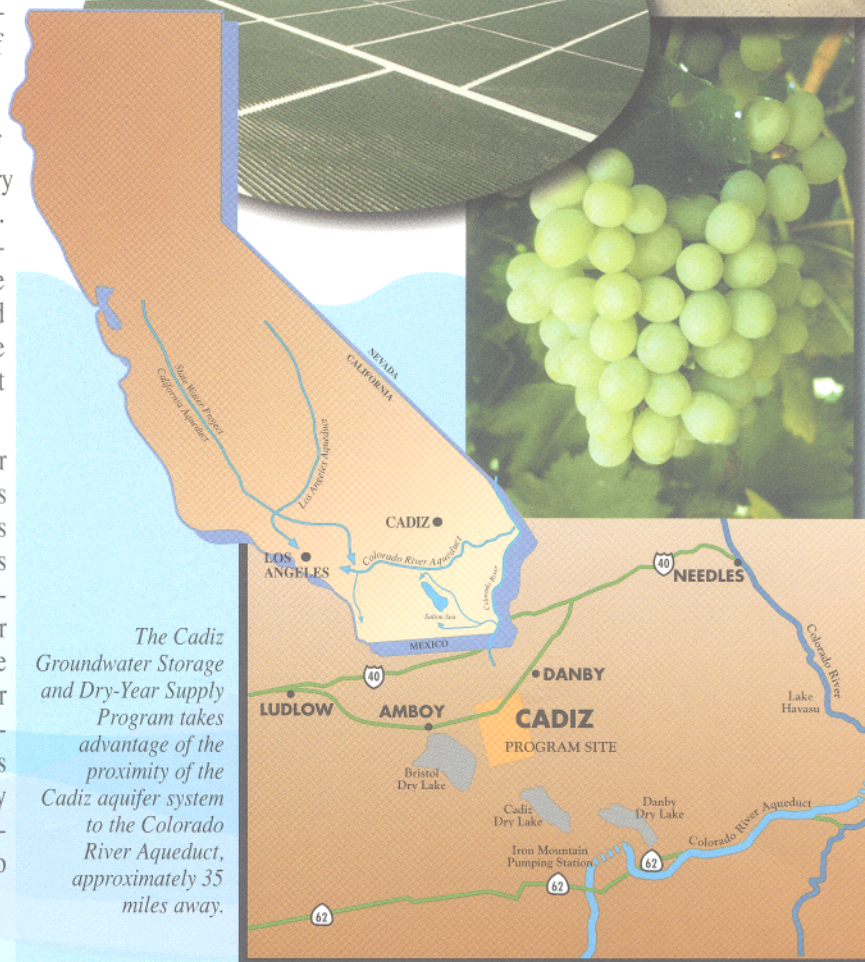 ry
NEVADA
CALIFORNIA
State Water Project
California Aqueduct
Los Angeles Aqueduct
CADIZ
LOS
ANGELES
Colorado River Aqueduct
Colorado River
Salton Sea
MEXICO
The Cadiz
Groundwater Storage
and Dry-Year Supply
Program takes
advantage of the
proximity of the
Cadiz aquifer system
to the Colorado
River Aqueduct,
approximately 35
miles away.
40
NEEDLES
Colorado River
Lake
Havasu
40
DANBY
LUDLOW
AMBOY
CADIZ
PROGRAM SITE
Bristol
Dry Lake
Cadiz
Dry Lake
Danby
Dry Lake
Colorado River Aqueduct
Iron Mountain
Pumping Station
62
62
62